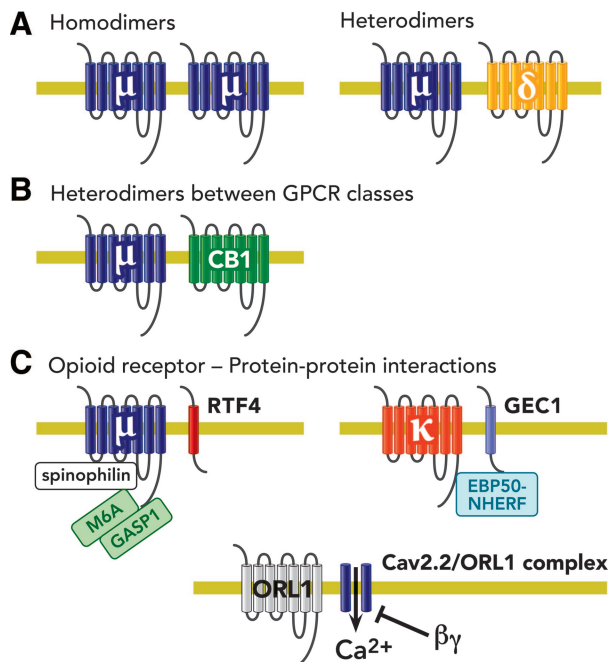 A Homodimers
Heterodimers
μ
μ
μ
δ
B Heterodimers between GPCR classes
μ
CB1
C Opioid receptor – Protein-protein interactions
RTF4
GEC1
μ
κ
spinophilin
M6A
GASP1
EBP50-
NHERF
Cav2.2/ORL1 complex
ORL1
Ca²⁺
βγ